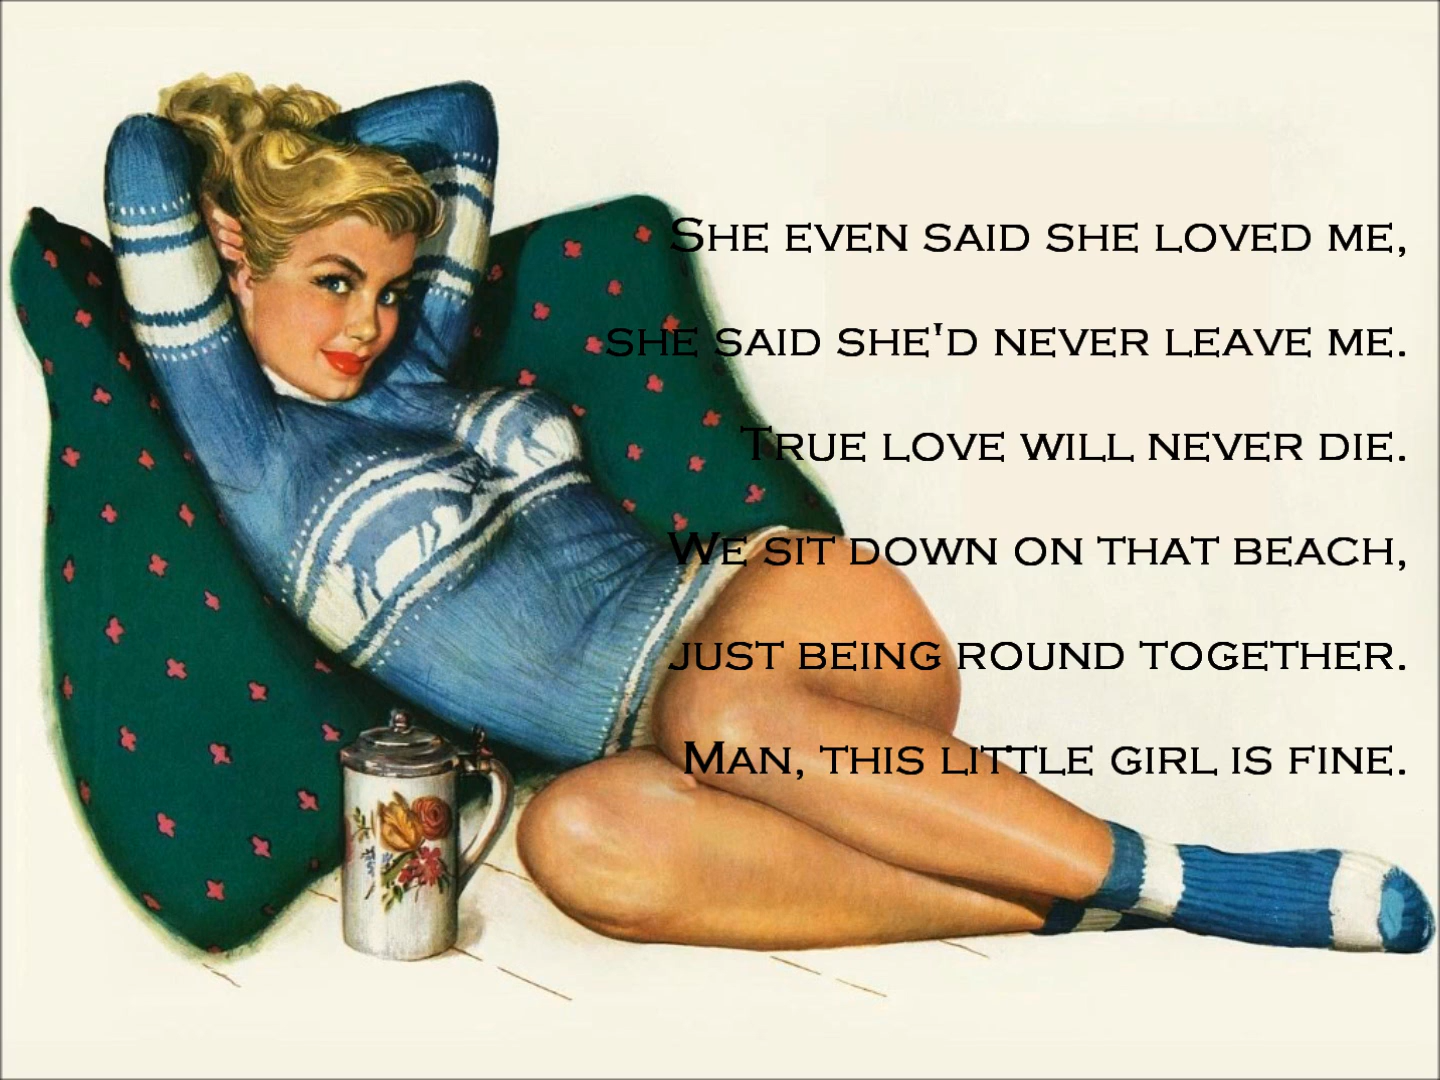 She even said she loved me,
she said she'd never leave me.
True love will never die.
We sit down on that beach,
just being round together.
Man, this little girl is fine.